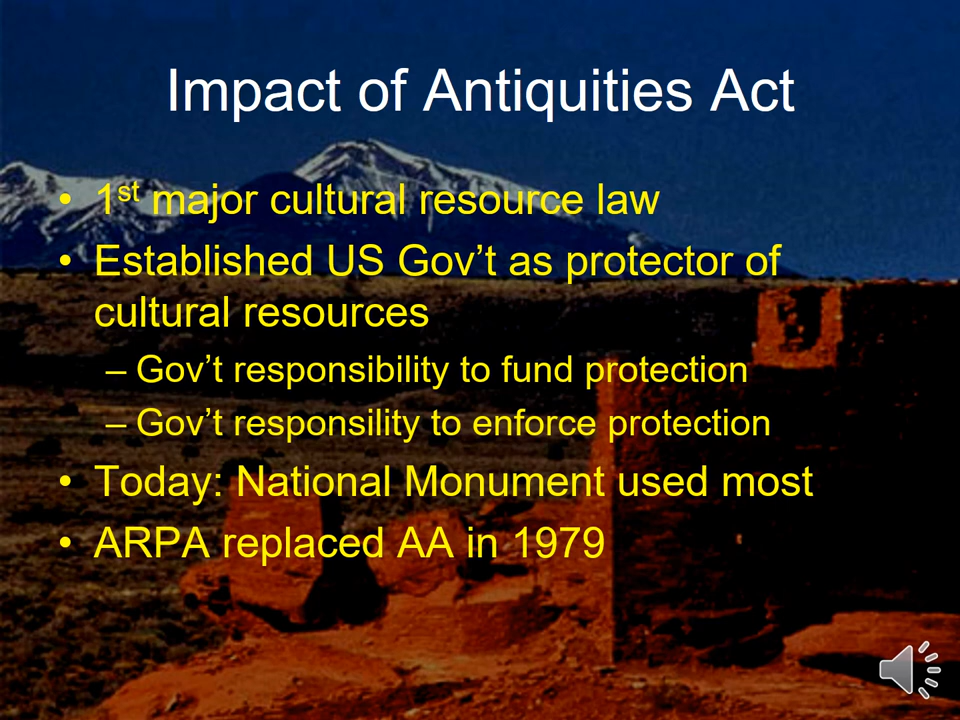 Impact of Antiquities Act
• 1st major cultural resource law
• Established US Gov’t as protector of
cultural resources
– Gov’t responsibility to fund protection
– Gov’t responsility to enforce protection
• Today: National Monument used most
• ARPA replaced AA in 1979